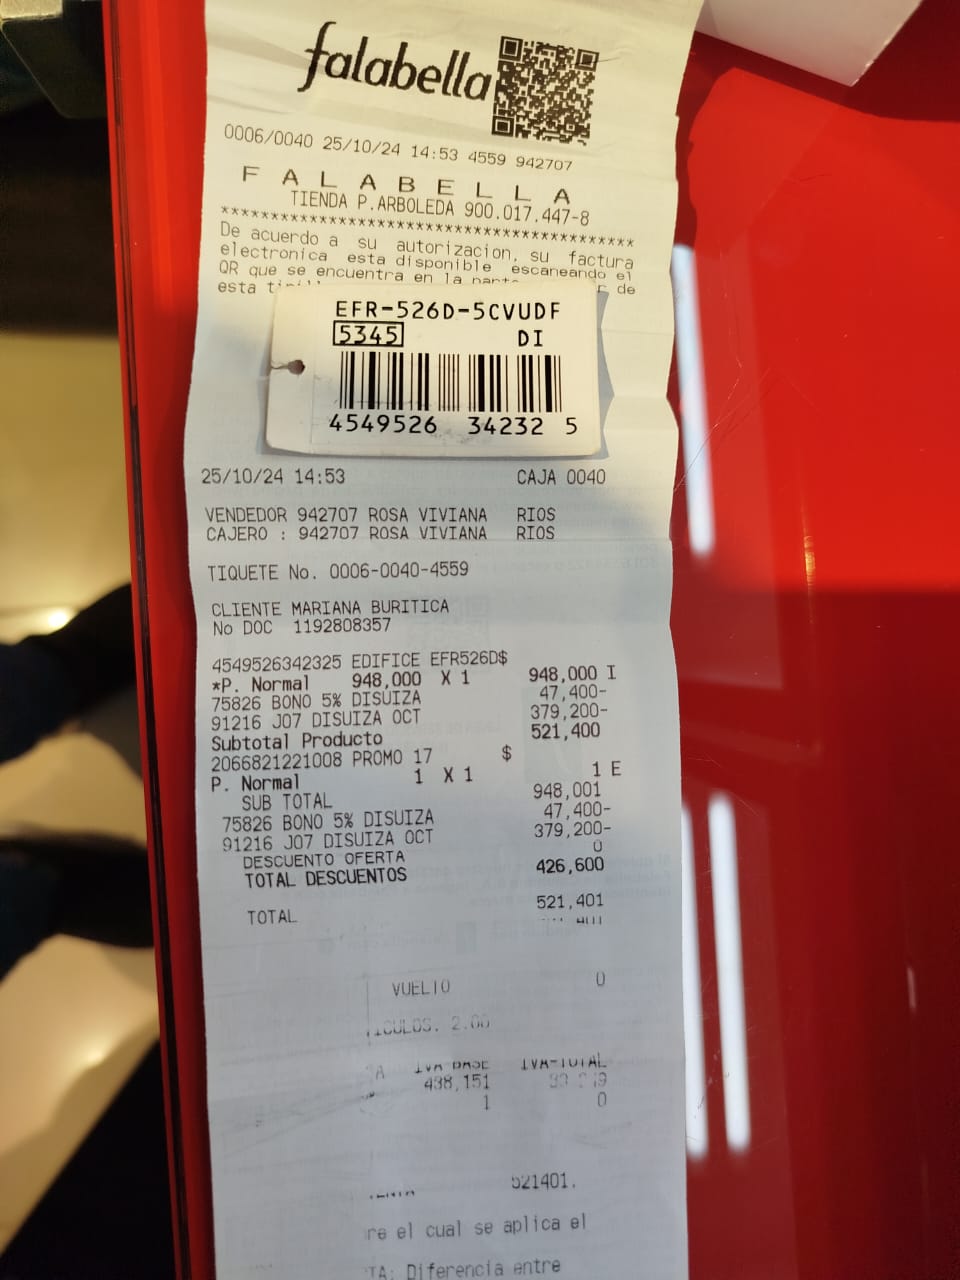 falabella
0006/0040 25/10/24 14:53 4559 942707
F A L A B E L L A
TIENDA P.ARBOLEDA 900.017.447-8
******************************************
De acuerdo a su autorizacion, su factura
electronica esta disponible escaneando el
QR que se encuentra en la de
esta
EFR-526D-5CVUDF
5345 DI
4549526 34232 5
25/10/24 14:53 CAJA 0040
VENDEDOR 942707 ROSA VIVIANA RIOS
CAJERO : 942707 ROSA VIVIANA RIOS
TIQUETE No. 0006-0040-4559
CLIENTE MARIANA BURITICA
No DOC 1192808357
4549526342325 EDIFICE EFR526D$
*P. Normal 948,000 X 1 948,000 I
75826 BONO 5% DISUIZA 47,400-
91216 J07 DISUIZA OCT 379,200-
Subtotal Producto 521,400
2066821221008 PROMO 17 $
P. Normal 1 X 1 1 E
SUB TOTAL 948,001
75826 BONO 5% DISUIZA 47,400-
91216 J07 DISUIZA OCT 379,200-
DESCUENTO OFERTA 0
TOTAL DESCUENTOS 426,600
TOTAL 521,401
VUELTO 0
2.00
IVA BASE IVA-TOTAL
438,151
1 0
521401.
el cual se aplica el
Diferencia entre